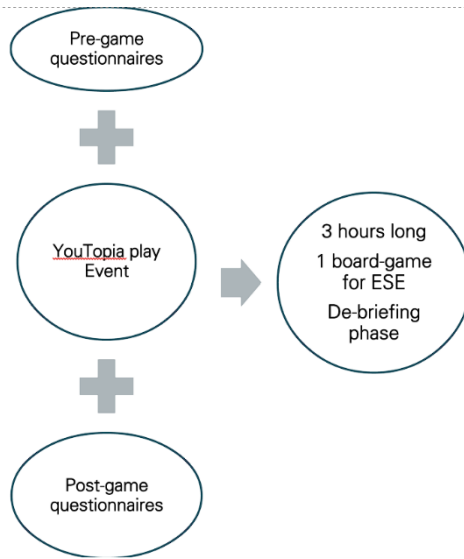 Pre-game
questionnaires
YouTopia play
Event
3 hours long
1 board-game
for ESE
De-briefing
phase
Post-game
questionnaires